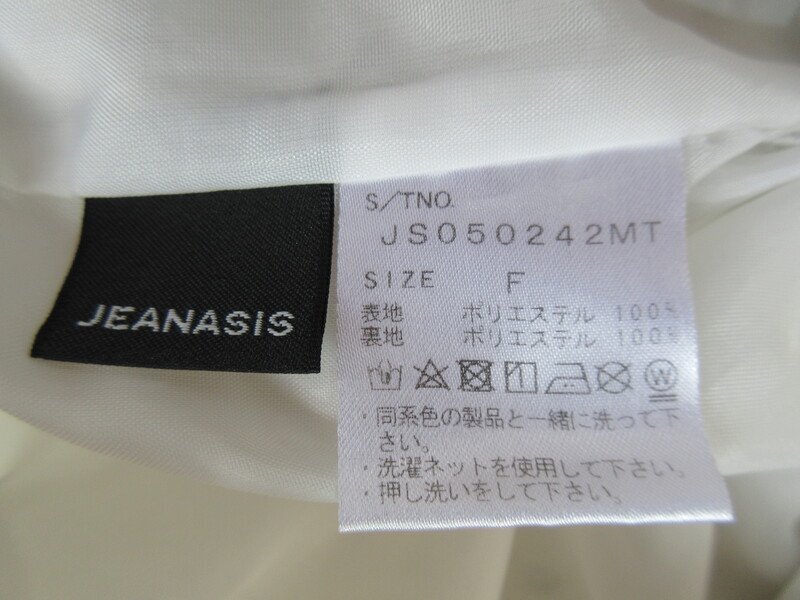 JEANASIS
S/TNO.
JS050242MT
SIZE F
表地 ポリエステル 100%
裏地 ポリエステル 100%
W
・同系色の製品と一緒に洗って下
さい。
・洗濯ネットを使用して下さい。
・押し洗いをして下さい。